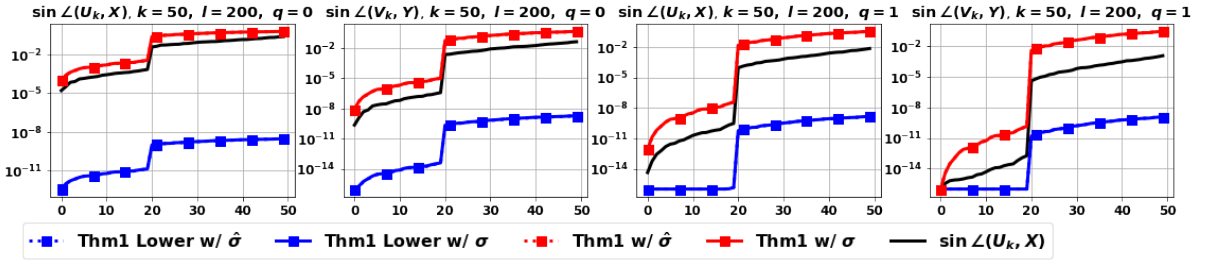 sin ∠(U_k, X), k=50, l=200, q=0
sin ∠(V_k, Y), k=50, l=200, q=0
sin ∠(U_k, X), k=50, l=200, q=1
sin ∠(V_k, Y), k=50, l=200, q=1
10^−2
10^−5
10^−8
10^−11
0 10 20 30 40 50
10^−2
10^−5
10^−8
10^−11
10^−14
0 10 20 30 40 50
10^−2
10^−5
10^−8
10^−11
10^−14
0 10 20 30 40 50
10^−2
10^−5
10^−8
10^−11
10^−14
0 10 20 30 40 50
Thm1 Lower w/ σ̂ Thm1 Lower w/ σ Thm1 w/ σ̂ Thm1 w/ σ sin ∠(U_k, X)